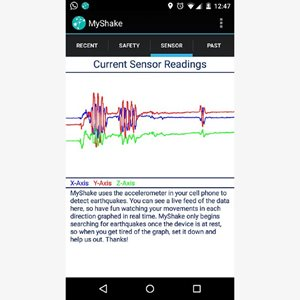 12:47
MyShake
RECENT SAFETY SENSOR PAST
Current Sensor Readings
X-Axis Y-Axis Z-Axis
MyShake uses the accelerometer in your cell phone to
detect earthquakes. You can see a live feed of the data
here, so have fun watching your movements in each
direction graphed in real time. MyShake only begins
searching for earthquakes once the device is at rest,
so when you get tired of the graph, set it down and
help us out. Thanks!